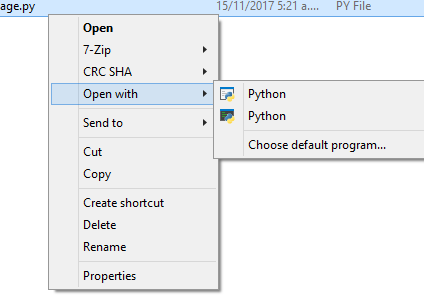 age.py 15/11/2017 5:21 a.... PY File
Open
7-Zip
CRC SHA
Open with
Python
Python
Choose default program...
Send to
Cut
Copy
Create shortcut
Delete
Rename
Properties